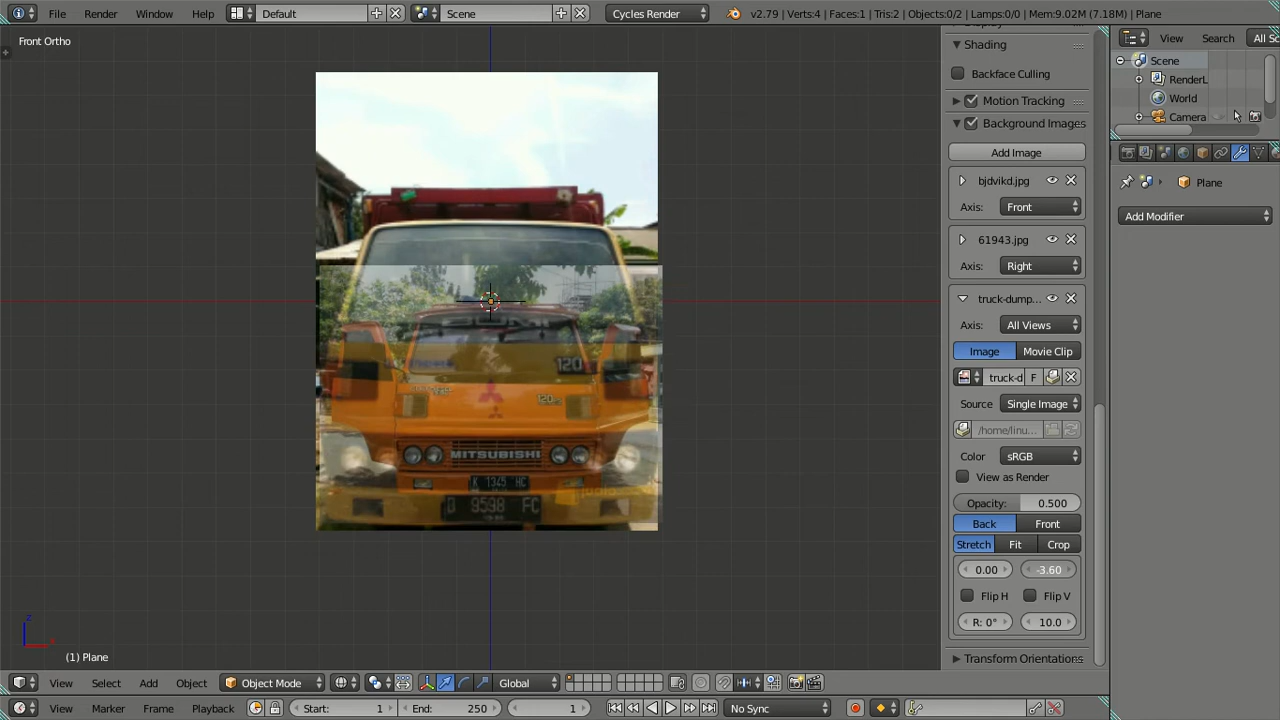 File Render Window Help Default Scene Cycles Render v2.79 | Verts:4 | Faces:1 | Tris:2 | Objects:0/2 | Lamps:0/0 | Mem:9.02M (7.18M) | Plane
Front Ortho
Shading
View Search All Sc
Scene
Backface Culling
RenderL
World
Motion Tracking
Camera
Background Images
Add Image
bjdvikd.jpg
Plane
Axis: Front
Add Modifier
61943.jpg
Axis: Right
truck-dump...
Axis: All Views
Image Movie Clip
truck-d F
Source Single Image
/home/linu...
Color sRGB
View as Render
Opacity: 0.500
Back Front
Stretch Fit Crop
0.00 -3.60
Flip H Flip V
R: 0° 10.0
Transform Orientations
120
120
MITSUBISHI
K 1345 HC
9598 FC
z
x
(1) Plane
View Select Add Object Object Mode Global
View Marker Frame Playback Start: 1 End: 250 1 No Sync